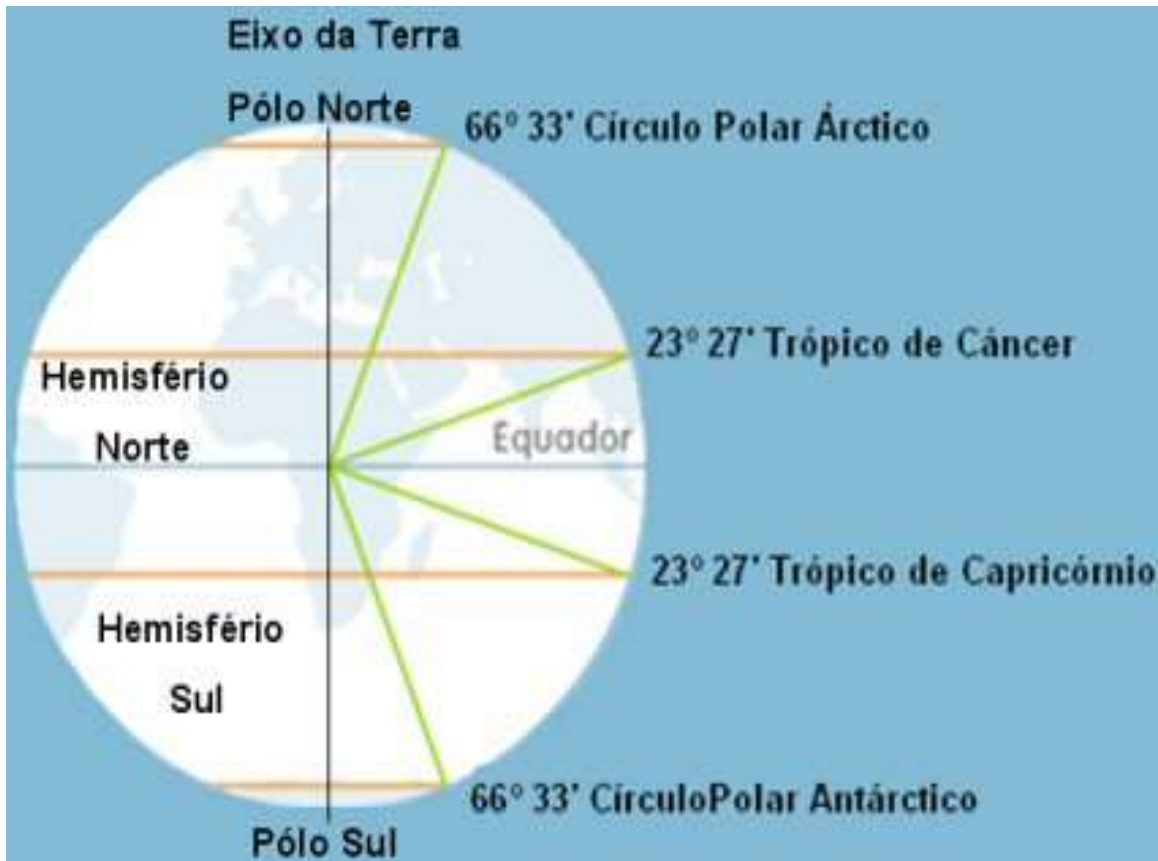 Eixo da Terra
Pólo Norte
66° 33' Círculo Polar Árctico
23° 27' Trópico de Câncer
Hemisfério
Norte
Equador
23° 27' Trópico de Capricórnio
Hemisfério
Sul
66° 33' CírculoPolar Antárctico
Pólo Sul